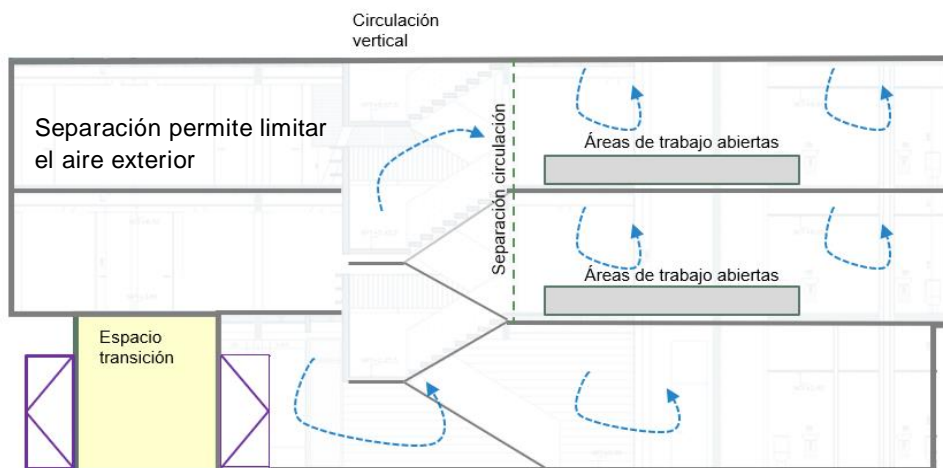 Circulación
vertical
Separación permite limitar
el aire exterior
Separación circulación
Áreas de trabajo abiertas
Áreas de trabajo abiertas
Espacio
transición